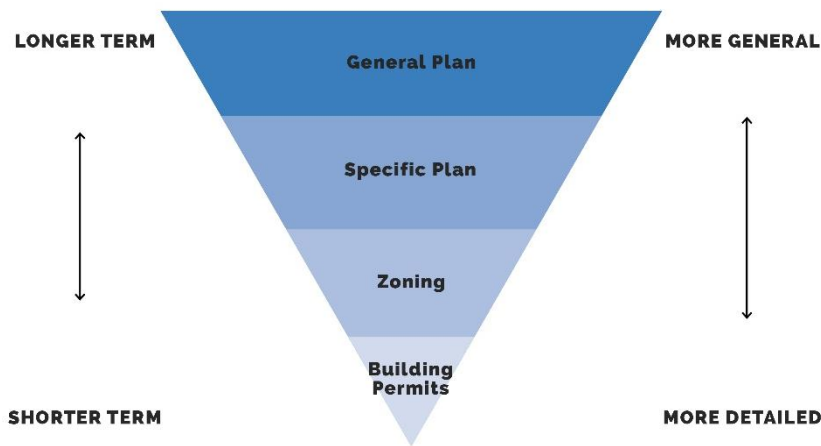 LONGER TERM
MORE GENERAL
General Plan
Specific Plan
Zoning
Building
Permits
SHORTER TERM
MORE DETAILED